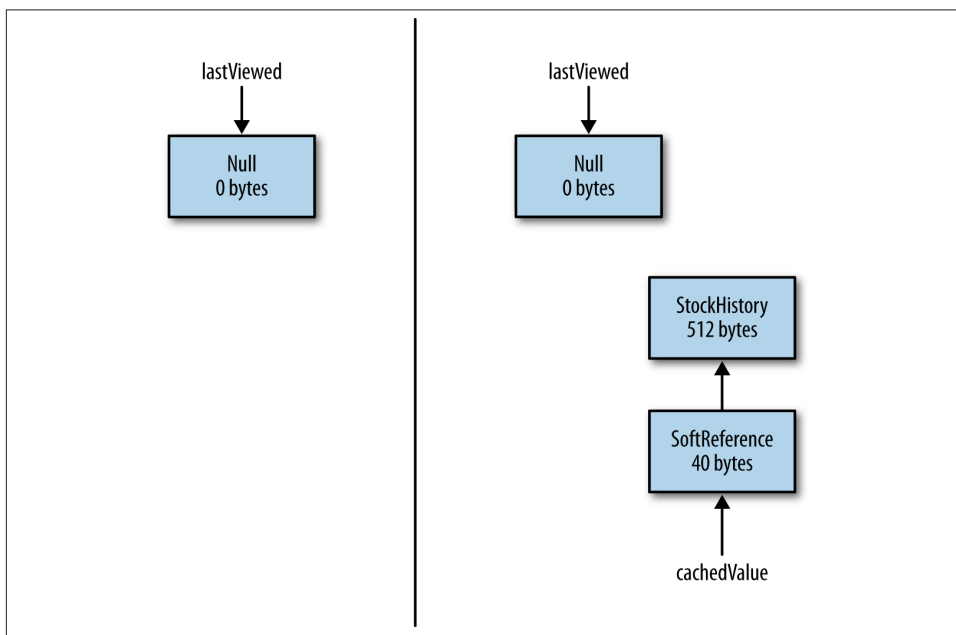 lastViewed
Null
0 bytes
lastViewed
Null
0 bytes
StockHistory
512 bytes
SoftReference
40 bytes
cachedValue